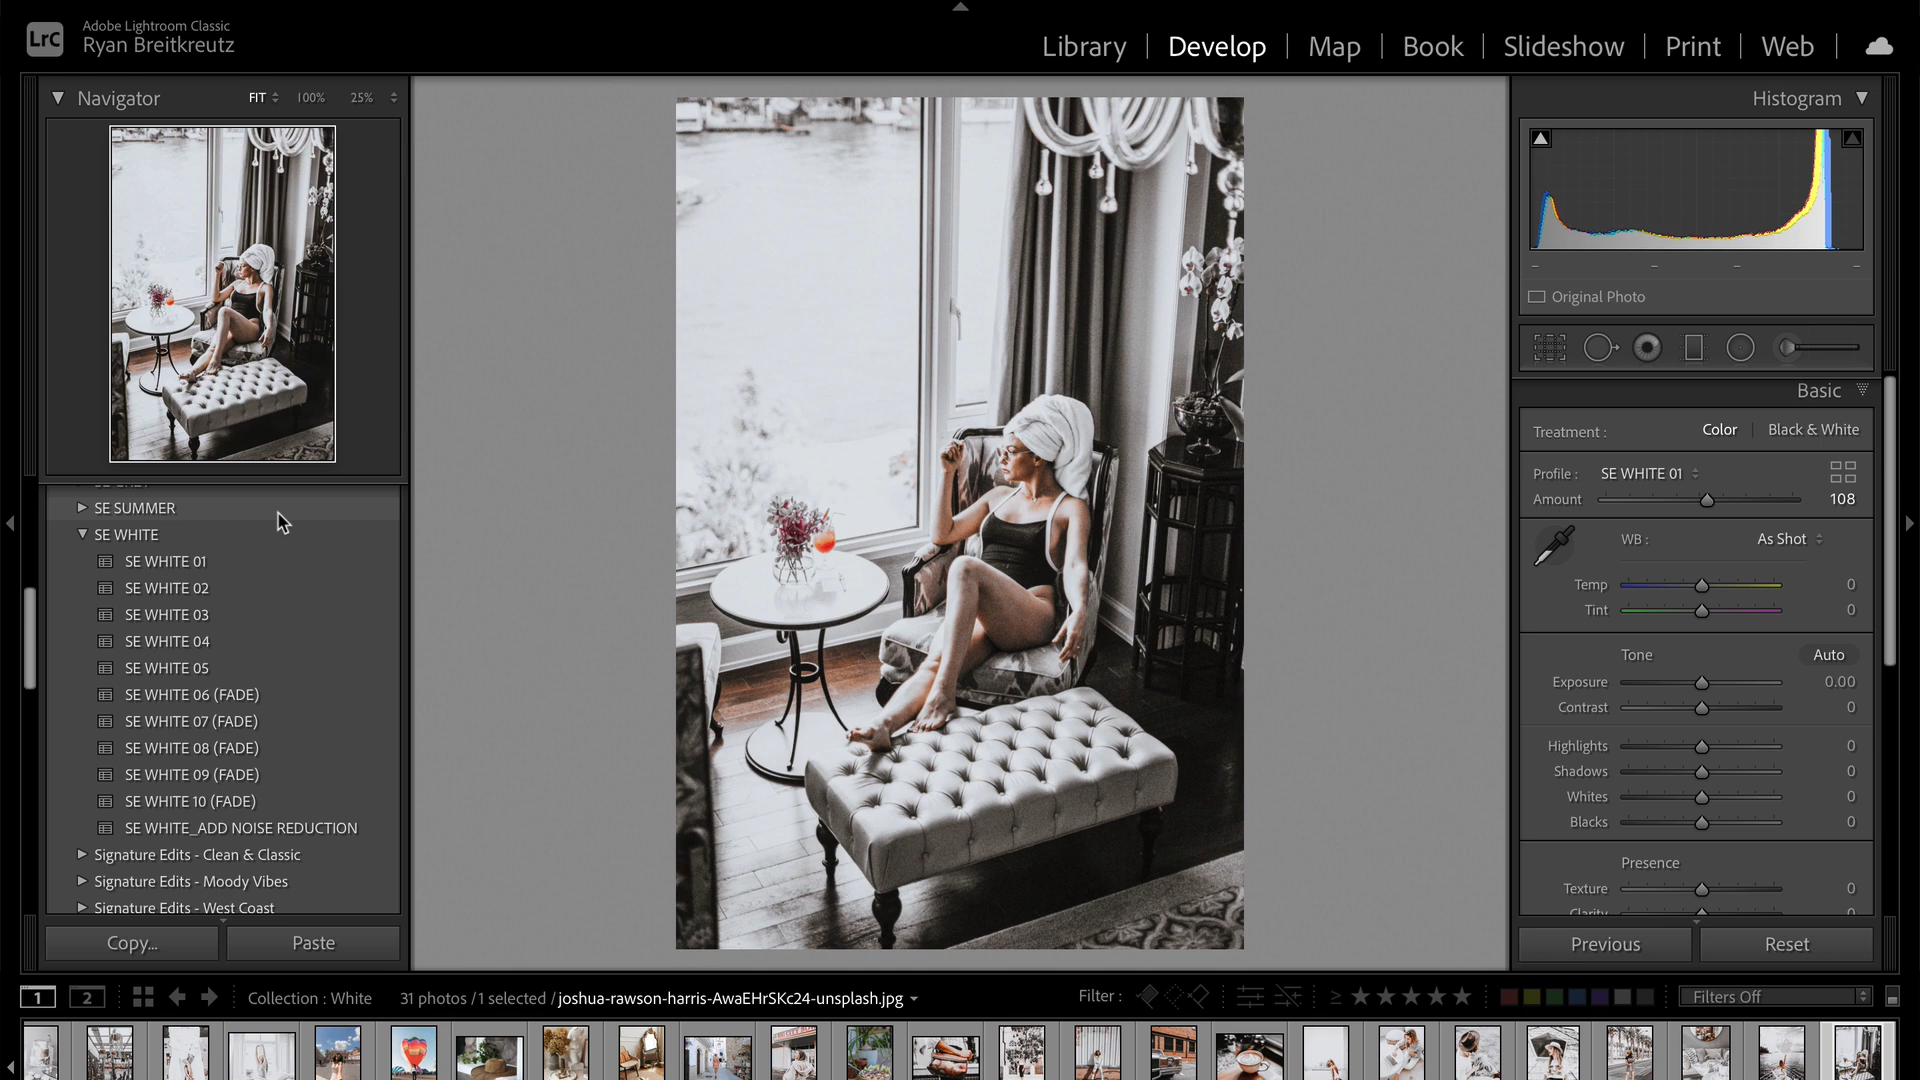 LrC
Adobe Lightroom Classic
Ryan Breitkreutz
Library
Develop
Map
Book
Slideshow
Print
Web
Navigator
FIT
100%
25%
SE SUMMER
SE WHITE
SE WHITE 01
SE WHITE 02
SE WHITE 03
SE WHITE 04
SE WHITE 05
SE WHITE 06 (FADE)
SE WHITE 07 (FADE)
SE WHITE 08 (FADE)
SE WHITE 09 (FADE)
SE WHITE 10 (FADE)
SE WHITE_ADD NOISE REDUCTION
Signature Edits - Clean & Classic
Signature Edits - Moody Vibes
Signature Edits - West Coast
Copy...
Paste
Histogram
Original Photo
Basic
Treatment :
Color
Black & White
Profile :
SE WHITE 01
Amount
108
WB :
As Shot
Temp
0
Tint
0
Tone
Auto
Exposure
0.00
Contrast
0
Highlights
0
Shadows
0
Whites
0
Blacks
0
Presence
Texture
0
Clarity
0
Previous
Reset
1
2
Collection : White
31 photos / 1 selected / joshua-rawson-harris-AwaEHrSKc24-unsplash.jpg
Filter :
≥
Filters Off